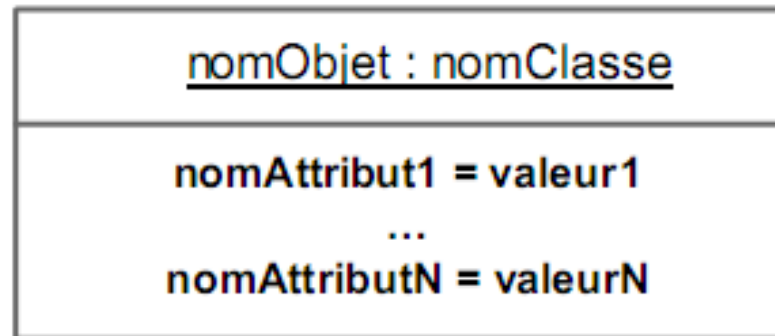 nomObjet : nomClasse
nomAttribut1 = valeur1
...
nomAttributN = valeurN